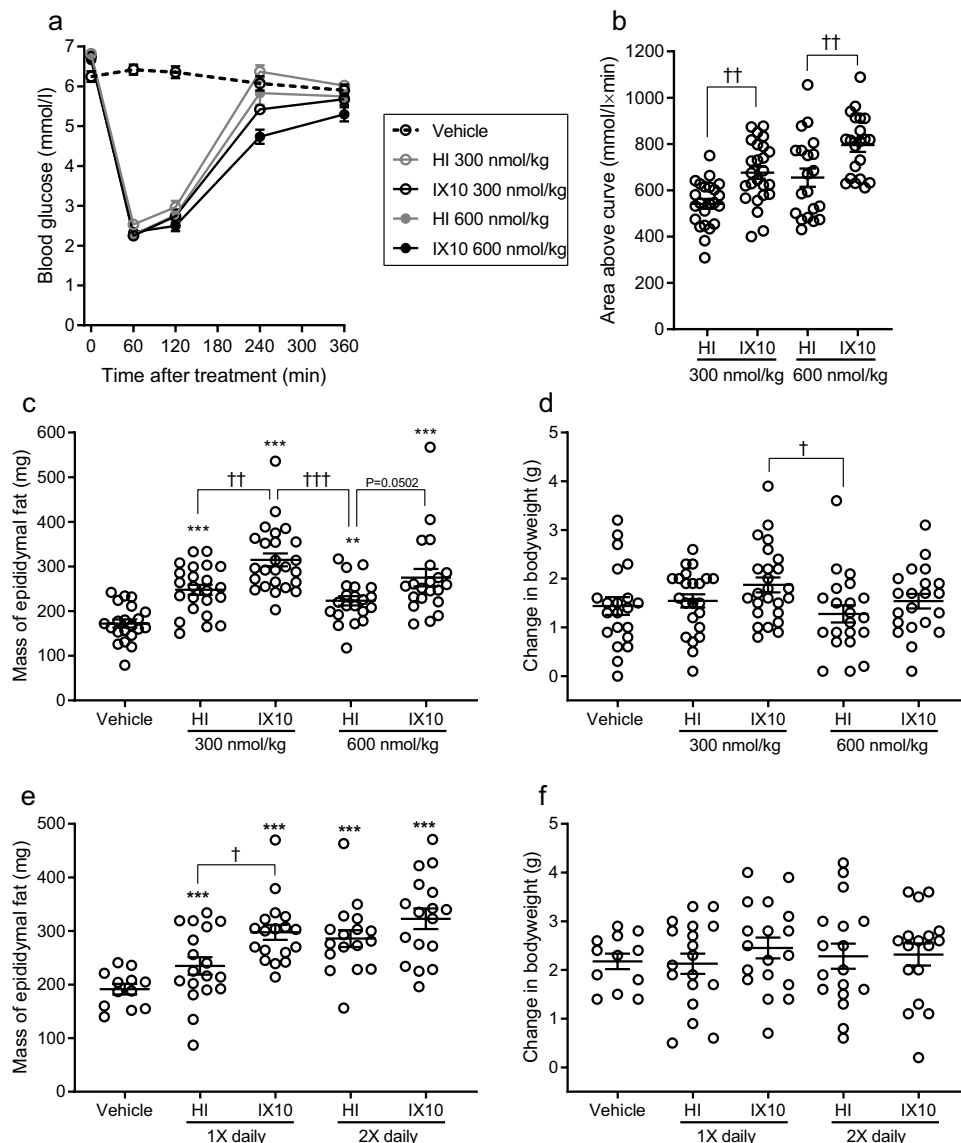 a
Blood glucose (mmol/l)
7
6
5
4
3
2
1
0
0 60 120 180 240 300 360
Time after treatment (min)
Vehicle
HI 300 nmol/kg
IX10 300 nmol/kg
HI 600 nmol/kg
IX10 600 nmol/kg
b
Area above curve (mmol/l×min)
1200
1000
800
600
400
200
0
††
††
HI IX10 HI IX10
300 nmol/kg 600 nmol/kg
c
Mass of epididymal fat (mg)
600
500
400
300
200
100
0
***
††
***
†††
**
P=0.0502
***
Vehicle HI IX10 HI IX10
300 nmol/kg 600 nmol/kg
d
Change in bodyweight (g)
5
4
3
2
1
0
†
Vehicle HI IX10 HI IX10
300 nmol/kg 600 nmol/kg
e
Mass of epididymal fat (mg)
500
400
300
200
100
0
***
†
***
***
***
Vehicle HI IX10 HI IX10
1X daily 2X daily
f
Change in bodyweight (g)
5
4
3
2
1
0
Vehicle HI IX10 HI IX10
1X daily 2X daily